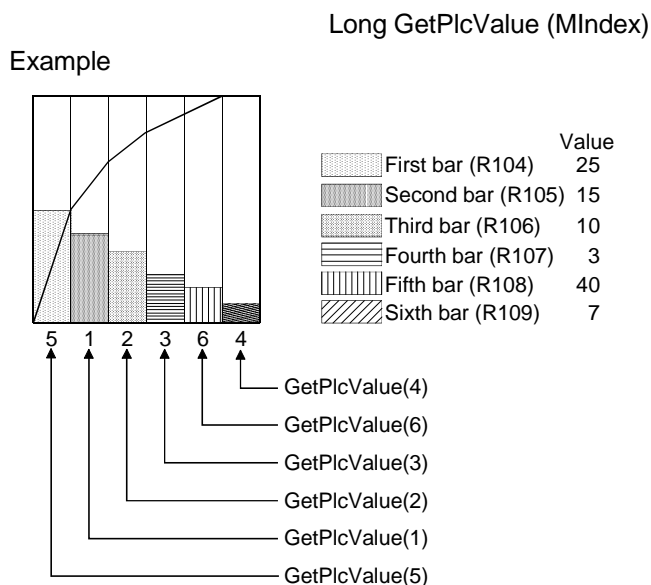 Long GetPlcValue (MIndex)
Example
Value
First bar (R104) 25
Second bar (R105) 15
Third bar (R106) 10
Fourth bar (R107) 3
Fifth bar (R108) 40
Sixth bar (R109) 7
5 1 2 3 6 4
GetPlcValue(4)
GetPlcValue(6)
GetPlcValue(3)
GetPlcValue(2)
GetPlcValue(1)
GetPlcValue(5)